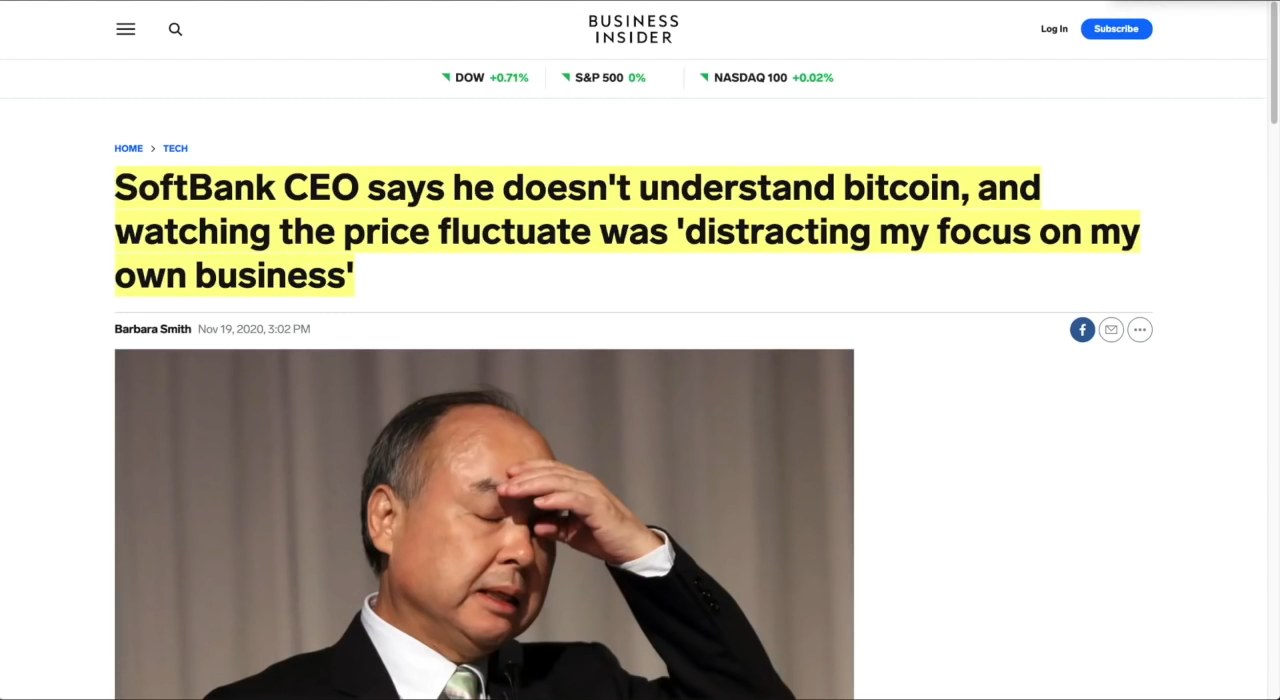 BUSINESS
INSIDER
Log In
Subscribe
DOW +0.71%
S&P 500 0%
NASDAQ 100 +0.02%
HOME > TECH
SoftBank CEO says he doesn't understand bitcoin, and
watching the price fluctuate was 'distracting my focus on my
own business'
Barbara Smith Nov 19, 2020, 3:02 PM